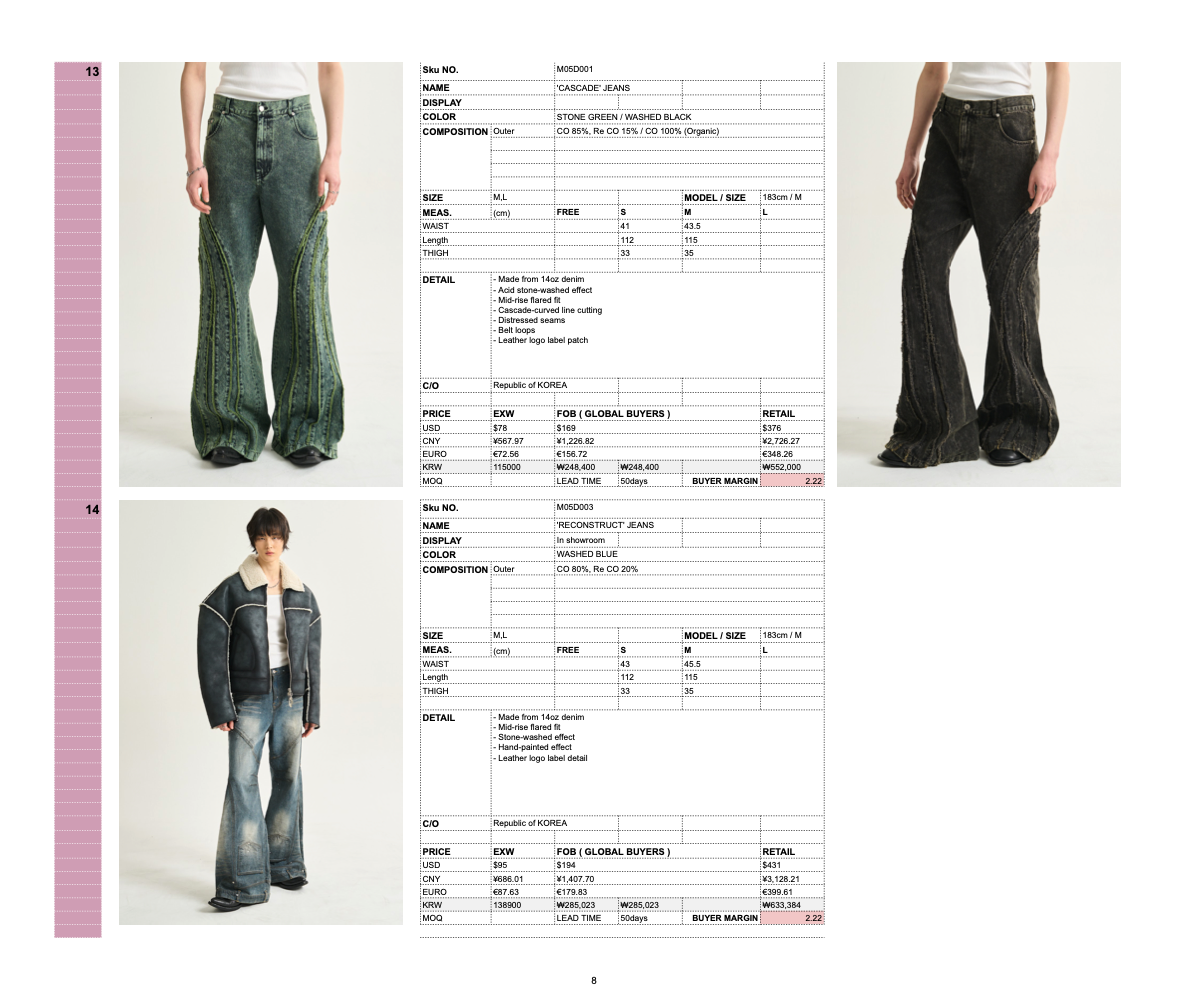 13
Sku NO. M05D001
NAME 'CASCADE' JEANS
DISPLAY
COLOR STONE GREEN / WASHED BLACK
COMPOSITION Outer CO 85%, Re CO 15% / CO 100% (Organic)
SIZE M,L MODEL / SIZE 183cm / M
MEAS. (cm) FREE S M L
WAIST 41 43.5
Length 112 115
THIGH 33 35
DETAIL - Made from 14oz denim
- Acid stone-washed effect
- Mid-rise flared fit
- Cascade-curved line cutting
- Distressed seams
- Belt loops
- Leather logo label patch
C/O Republic of KOREA
PRICE EXW FOB ( GLOBAL BUYERS ) RETAIL
USD $78 $169 $376
CNY ¥567.97 ¥1,226.82 ¥2,726.27
EURO €72.56 €156.72 €348.26
KRW 115000 ₩248,400 ₩248,400 ₩552,000
MOQ LEAD TIME 50days BUYER MARGIN 2.22
14
Sku NO. M05D003
NAME 'RECONSTRUCT' JEANS
DISPLAY In showroom
COLOR WASHED BLUE
COMPOSITION Outer CO 80%, Re CO 20%
SIZE M,L MODEL / SIZE 183cm / M
MEAS. (cm) FREE S M L
WAIST 43 45.5
Length 112 115
THIGH 33 35
DETAIL - Made from 14oz denim
- Mid-rise flared fit
- Stone-washed effect
- Hand-painted effect
- Leather logo label detail
C/O Republic of KOREA
PRICE EXW FOB ( GLOBAL BUYERS ) RETAIL
USD $95 $194 $431
CNY ¥686.01 ¥1,407.70 ¥3,128.21
EURO €87.63 €179.83 €399.61
KRW 138900 ₩285,023 ₩285,023 ₩633,384
MOQ LEAD TIME 50days BUYER MARGIN 2.22
8